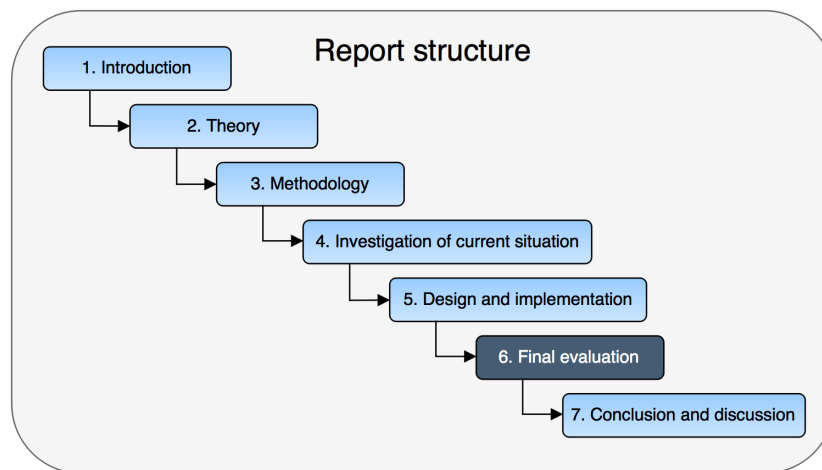 Report structure
1. Introduction
2. Theory
3. Methodology
4. Investigation of current situation
5. Design and implementation
6. Final evaluation
7. Conclusion and discussion